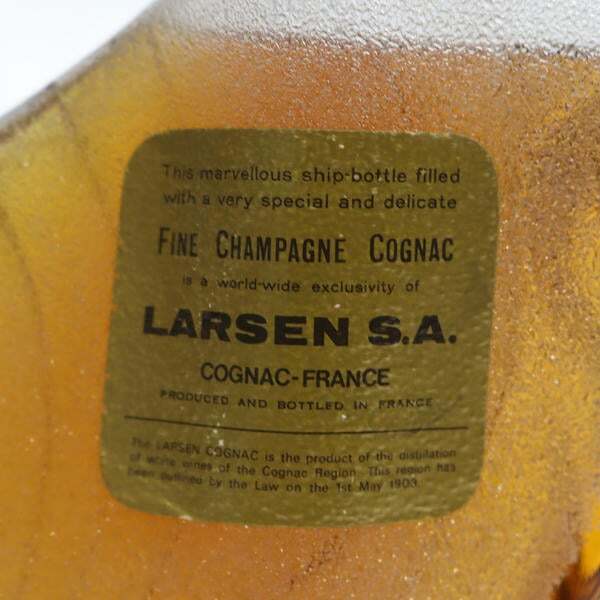 This marvellous ship-bottle filled
with a very special and delicate
FINE CHAMPAGNE COGNAC
is a world-wide exclusivity of
LARSEN S.A.
COGNAC-FRANCE
PRODUCED AND BOTTLED IN FRANCE
The LARSEN COGNAC is the product of the distillation
of white wines of the Cognac Region. This region has
been defined by the Law on the 1st May 1909.